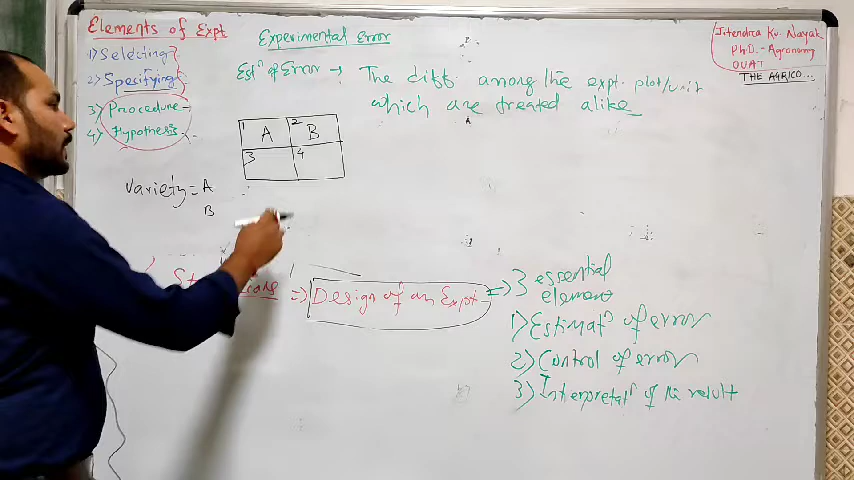 Elements of Expt
1) Selecting
2) Specifying
3) Procedure
4) Hypothesis
Experimental error
Estⁿ of Error → The diff. among the expt. plot/unit
which are treated alike
Jitendra Ku. Nayak
Ph.D.-Agronomy
OUAT
THE AGRICO...
1 A 2 B
3 4
Variety = A
B
=> Design of an Expt => 3 essential
element
1) Estimatⁿ of error
2) Control of error
3) Interpretatⁿ of the result